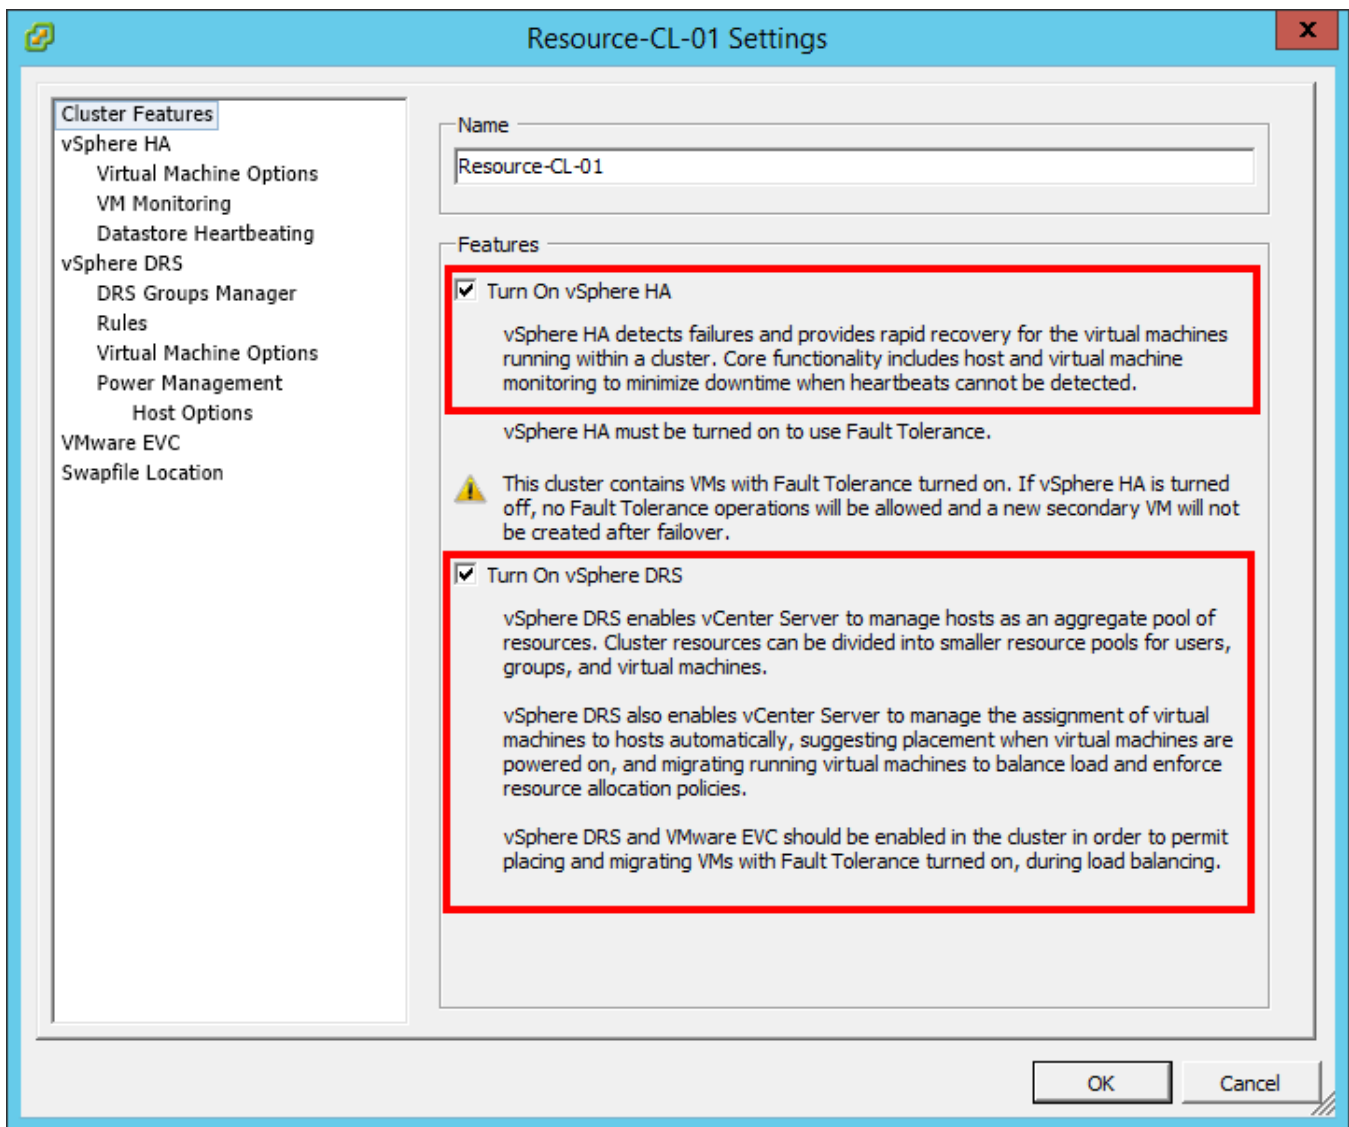 Resource-CL-01 Settings
x
Cluster Features
vSphere HA
Virtual Machine Options
VM Monitoring
Datastore Heartbeating
vSphere DRS
DRS Groups Manager
Rules
Virtual Machine Options
Power Management
Host Options
VMware EVC
Swapfile Location
Name
Resource-CL-01
Features
Turn On vSphere HA
vSphere HA detects failures and provides rapid recovery for the virtual machines
running within a cluster. Core functionality includes host and virtual machine
monitoring to minimize downtime when heartbeats cannot be detected.
vSphere HA must be turned on to use Fault Tolerance.
This cluster contains VMs with Fault Tolerance turned on. If vSphere HA is turned
off, no Fault Tolerance operations will be allowed and a new secondary VM will not
be created after failover.
Turn On vSphere DRS
vSphere DRS enables vCenter Server to manage hosts as an aggregate pool of
resources. Cluster resources can be divided into smaller resource pools for users,
groups, and virtual machines.
vSphere DRS also enables vCenter Server to manage the assignment of virtual
machines to hosts automatically, suggesting placement when virtual machines are
powered on, and migrating running virtual machines to balance load and enforce
resource allocation policies.
vSphere DRS and VMware EVC should be enabled in the cluster in order to permit
placing and migrating VMs with Fault Tolerance turned on, during load balancing.
OK
Cancel